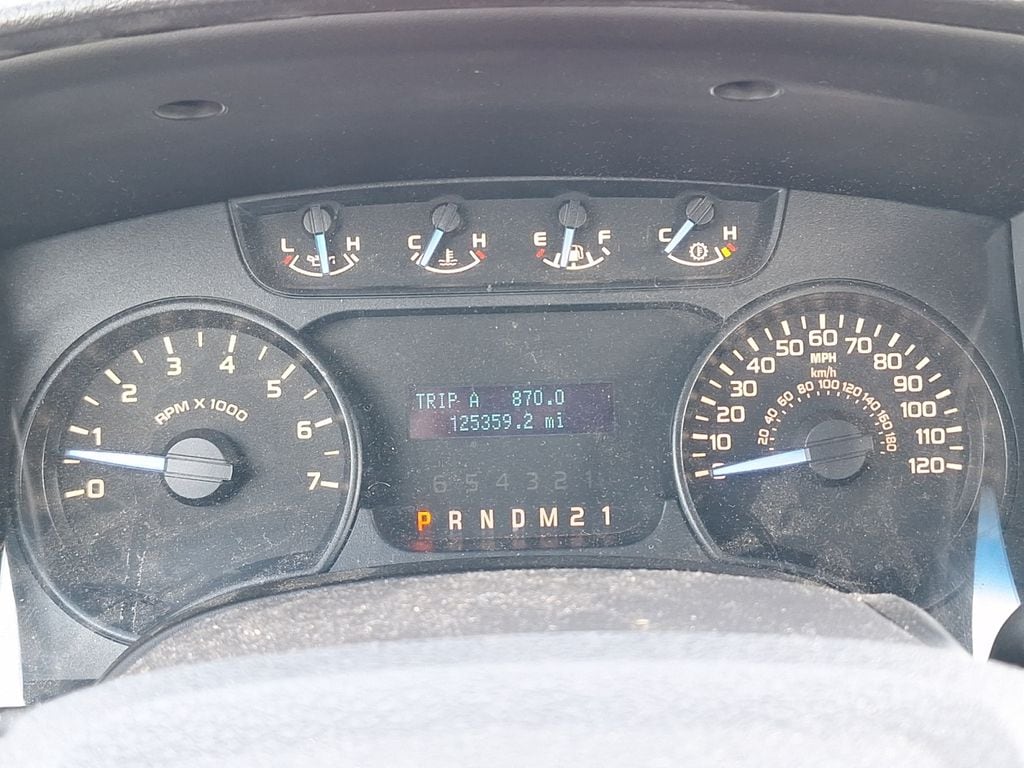 L H
C H
E F
C H
0 1 2 3 4 5 6 7
RPM X 1000
TRIP A 870.0
125359.2 mi
6 5 4 3 2 1
P R N D M 2 1
0 10 20 30 40 50 60 70 80 90 100 110 120
MPH
km/h
20 40 60 80 100 120 140 160 180